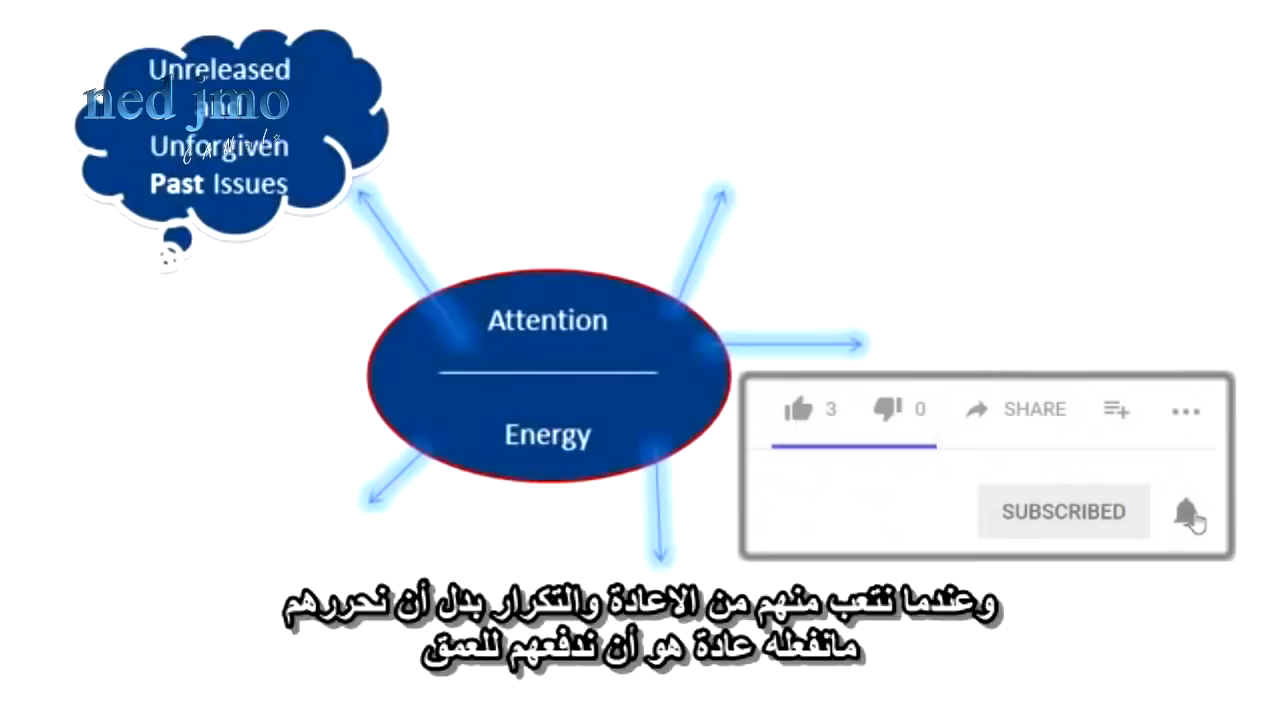 Unreleased
and
Unforgiven
Past Issues
ned jmo
Attention
Energy
3 0 SHARE
SUBSCRIBED
وعندما نتعب منهم من الاعادة والتكرار بدل أن نحررهم
مانفعله عادة هو أن ندفعهم للعمق